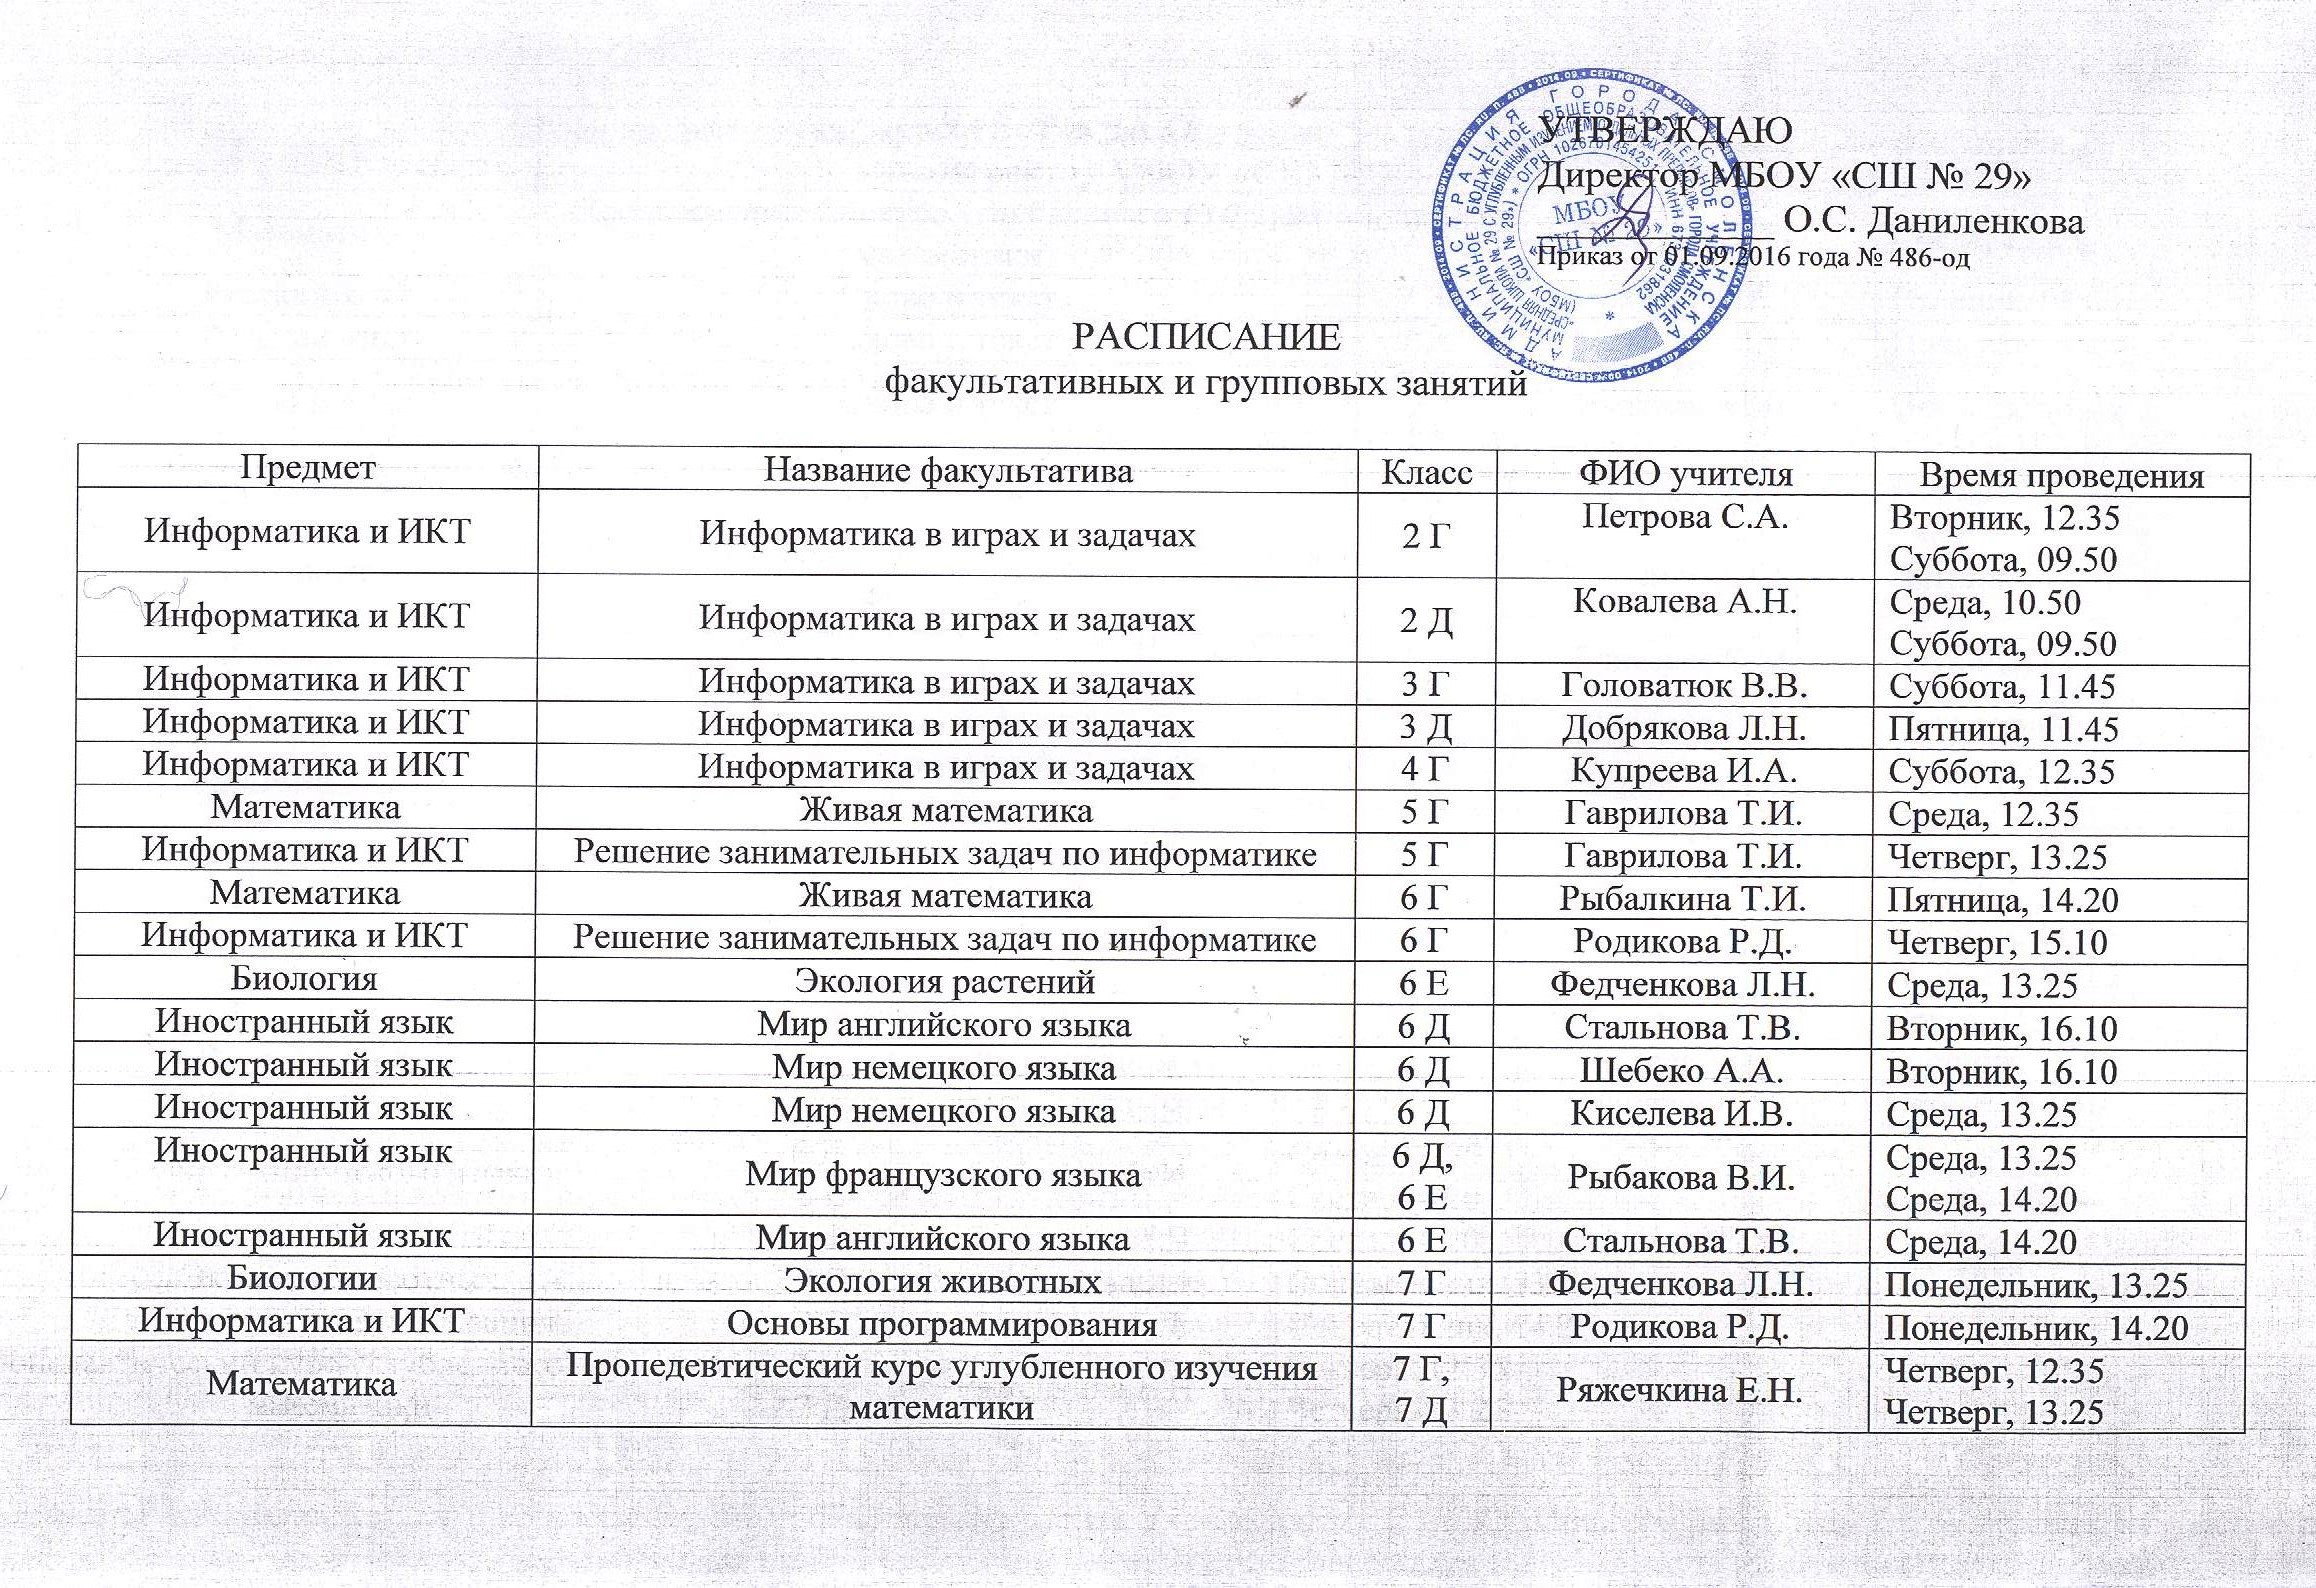 УТВЕРЖДАЮ
Директор МБОУ «СШ № 29»
О.С. Даниленкова
Приказ от 01.09.2016 года № 486-од
МБОУ
«СШ № 29»
РАСПИСАНИЕ
факультативных и групповых занятий
Предмет Название факультатива Класс ФИО учителя Время проведения
Информатика и ИКТ Информатика в играх и задачах 2 Г Петрова С.А. Вторник, 12.35
Суббота, 09.50
Информатика и ИКТ Информатика в играх и задачах 2 Д Ковалева А.Н. Среда, 10.50
Суббота, 09.50
Информатика и ИКТ Информатика в играх и задачах 3 Г Головатюк В.В. Суббота, 11.45
Информатика и ИКТ Информатика в играх и задачах 3 Д Добрякова Л.Н. Пятница, 11.45
Информатика и ИКТ Информатика в играх и задачах 4 Г Купреева И.А. Суббота, 12.35
Математика Живая математика 5 Г Гаврилова Т.И. Среда, 12.35
Информатика и ИКТ Решение занимательных задач по информатике 5 Г Гаврилова Т.И. Четверг, 13.25
Математика Живая математика 6 Г Рыбалкина Т.И. Пятница, 14.20
Информатика и ИКТ Решение занимательных задач по информатике 6 Г Родикова Р.Д. Четверг, 15.10
Биология Экология растений 6 Е Федченкова Л.Н. Среда, 13.25
Иностранный язык Мир английского языка 6 Д Стальнова Т.В. Вторник, 16.10
Иностранный язык Мир немецкого языка 6 Д Шебеко А.А. Вторник, 16.10
Иностранный язык Мир немецкого языка 6 Д Киселева И.В. Среда, 13.25
Иностранный язык Мир французского языка 6 Д, Рыбакова В.И. Среда, 13.25
6 Е Среда, 14.20
Иностранный язык Мир английского языка 6 Е Стальнова Т.В. Среда, 14.20
Биологии Экология животных 7 Г Федченкова Л.Н. Понедельник, 13.25
Информатика и ИКТ Основы программирования 7 Г Родикова Р.Д. Понедельник, 14.20
Математика Пропедевтический курс углубленного изучения 7 Г, Ряжечкина Е.Н. Четверг, 12.35
математики 7 Д Четверг, 13.25